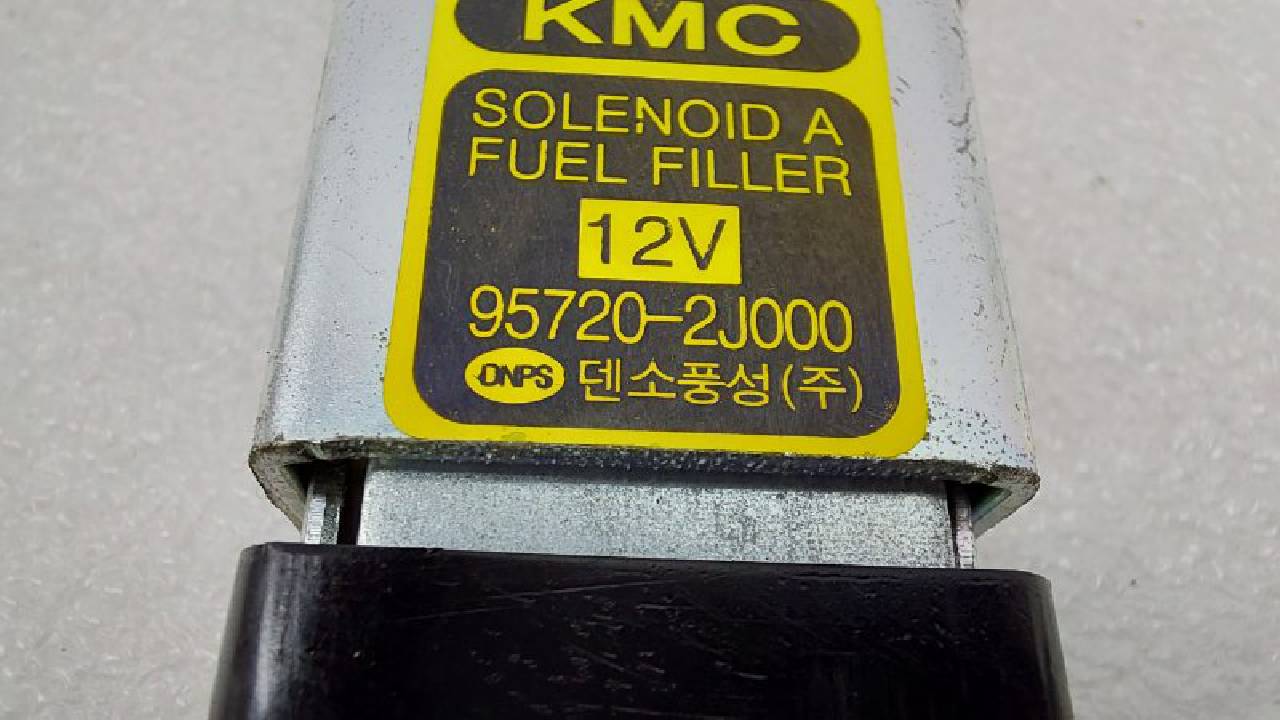 KMC
SOLENOID A
FUEL FILLER
12V
95720-2J000
DNPS 덴소풍성(주)